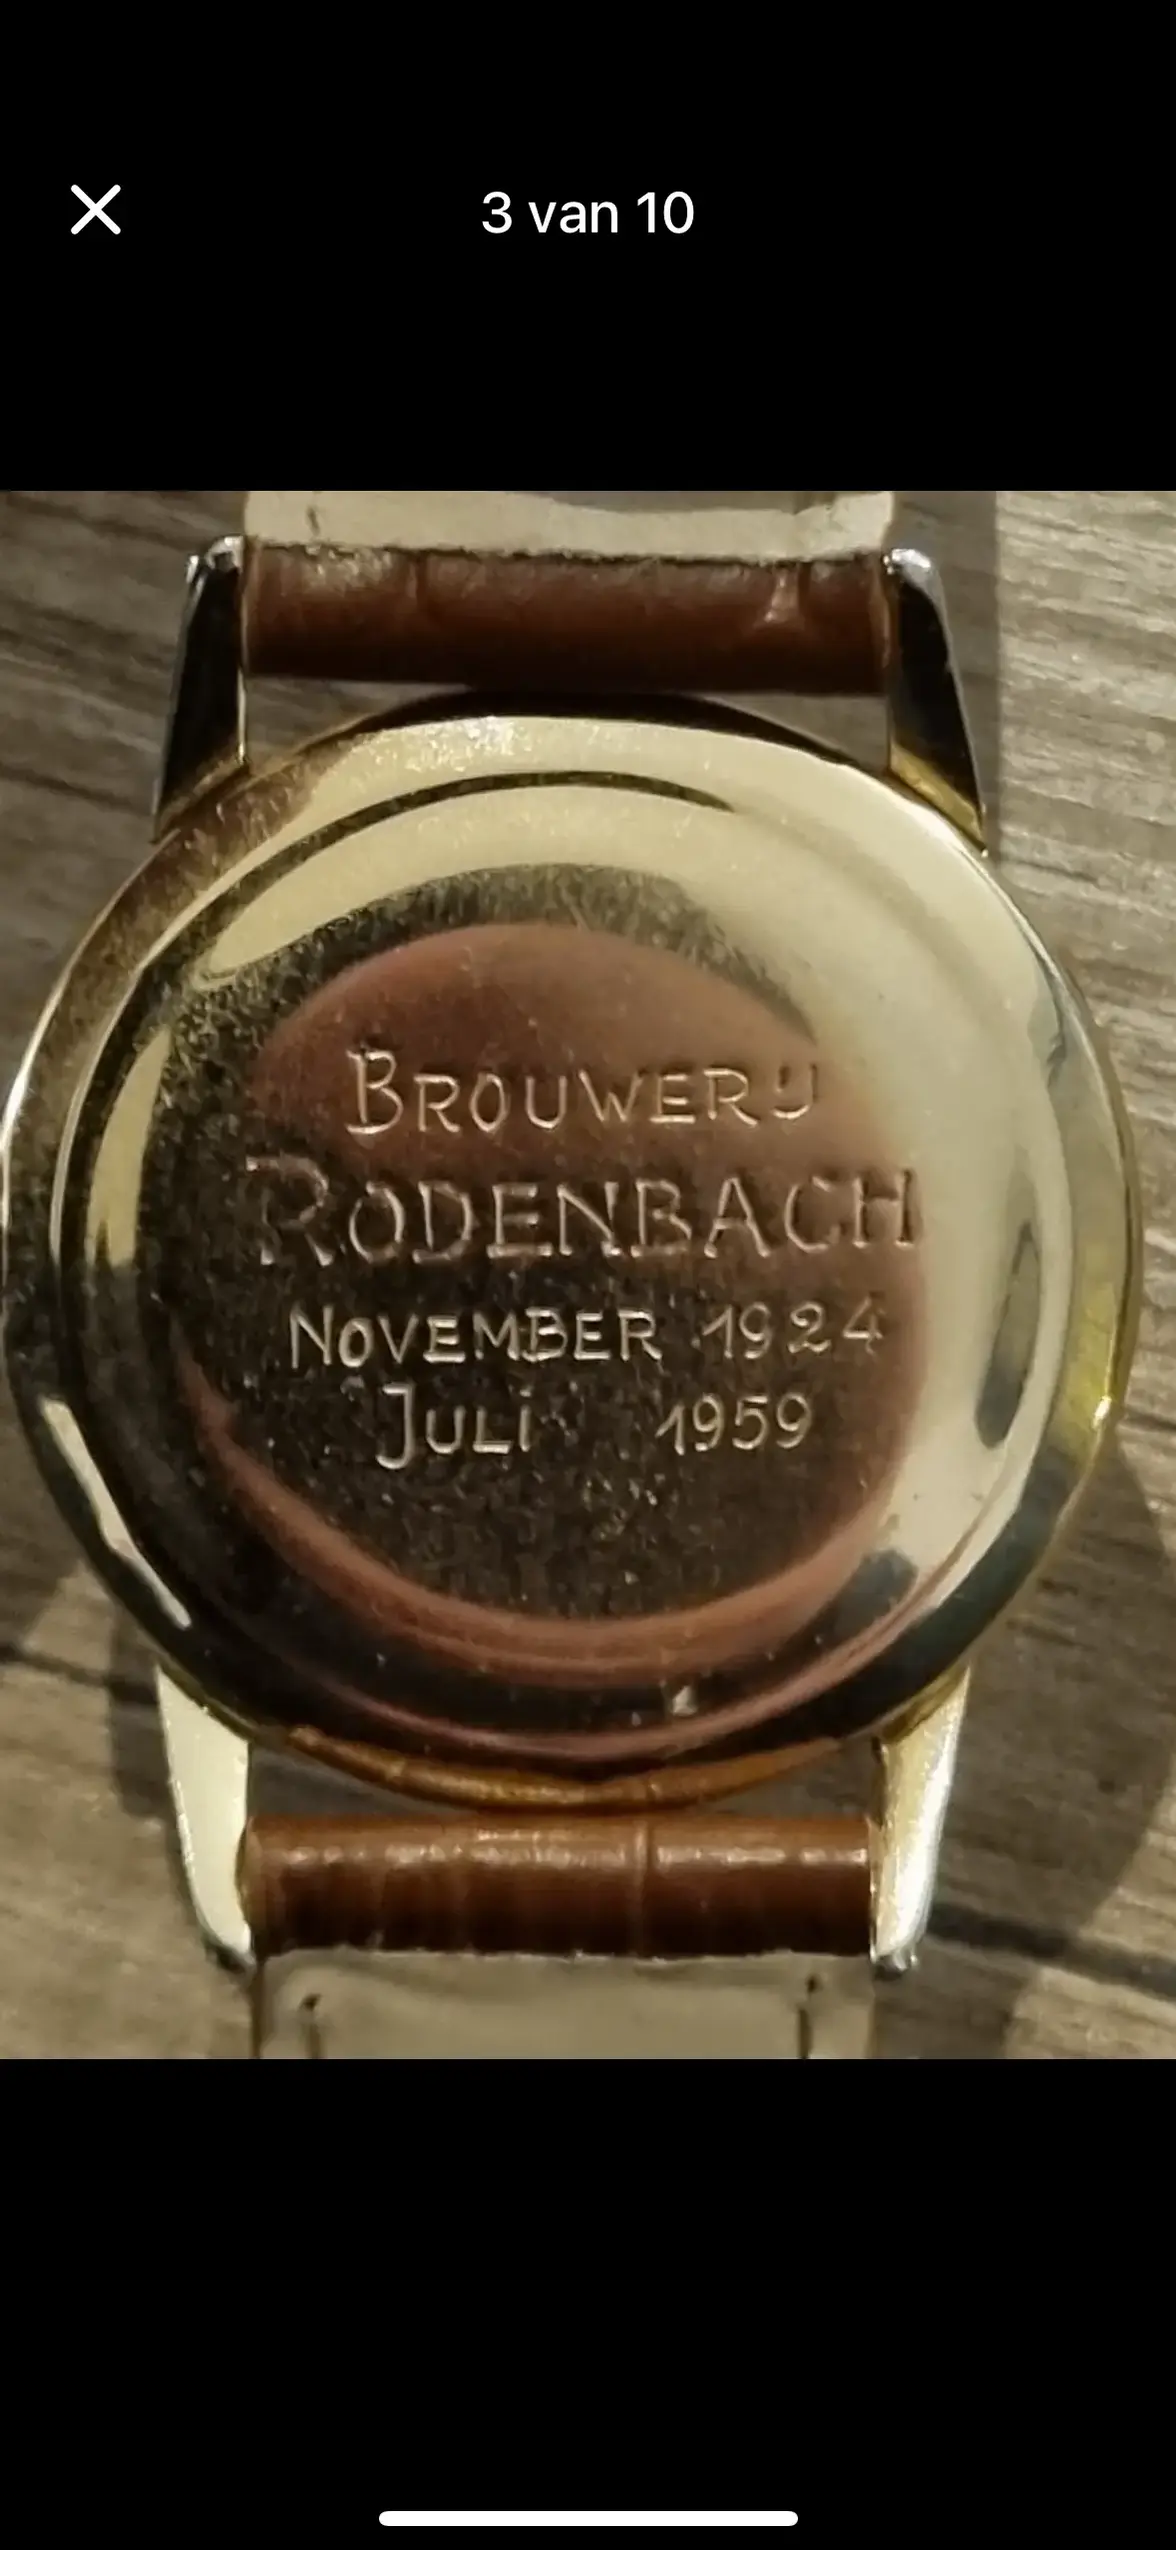 3 van 10
BROUWERIJ
RODENBACH
NOVEMBER 1924
JULI 1959